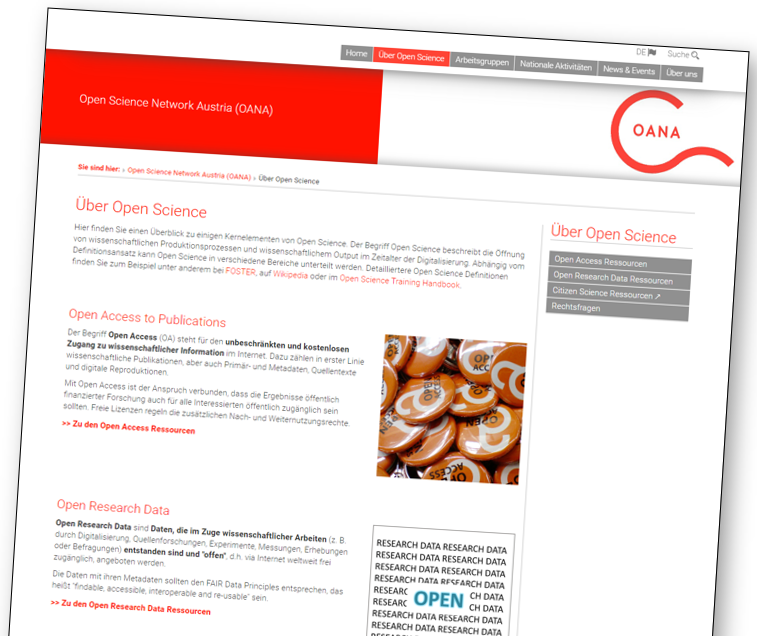 DE Suche
Home Über Open Science Arbeitsgruppen Nationale Aktivitäten News & Events Über uns
Open Science Network Austria (OANA)
OANA
Sie sind hier: › Open Science Network Austria (OANA) › Über Open Science
Über Open Science
Hier finden Sie einen Überblick zu einigen Kernelementen von Open Science. Der Begriff Open Science beschreibt die Öffnung
von wissenschaftlichen Produktionsprozessen und wissenschaftlichem Output im Zeitalter der Digitalisierung. Abhängig vom
Definitionsansatz kann Open Science in verschiedene Bereiche unterteilt werden. Detailliertere Open Science Definitionen
finden Sie zum Beispiel unter anderem bei FOSTER, auf Wikipedia oder im Open Science Training Handbook.
Über Open Science
Open Access Ressourcen
Open Research Data Ressourcen
Citizen Science Ressourcen ↗
Rechtsfragen
Open Access to Publications
Der Begriff Open Access (OA) steht für den unbeschränkten und kostenlosen
Zugang zu wissenschaftlicher Information im Internet. Dazu zählen in erster Linie
wissenschaftliche Publikationen, aber auch Primär- und Metadaten, Quellentexte
und digitale Reproduktionen.
Mit Open Access ist der Anspruch verbunden, dass die Ergebnisse öffentlich
finanzierter Forschung auch für alle Interessierten öffentlich zugänglich sein
sollten. Freie Lizenzen regeln die zusätzlichen Nach- und Weiternutzungsrechte.
>> Zu den Open Access Ressourcen
OPEN ACCESS
Open Research Data
Open Research Data sind Daten, die im Zuge wissenschaftlicher Arbeiten (z. B.
durch Digitalisierung, Quellenforschungen, Experimente, Messungen, Erhebungen
oder Befragungen) entstanden sind und "offen", d.h. via Internet weltweit frei
zugänglich, angeboten werden.
Die Daten mit ihren Metadaten sollten den FAIR Data Principles entsprechen, das
heißt "findable, accessible, interoperable and re-usable" sein.
>> Zu den Open Research Data Ressourcen
RESEARCH DATA RESEARCH DATA
RESEARCH DATA RESEARCH DATA
RESEARCH DATA RESEARCH DATA
RESEARCH DATA RESEARCH DATA
RESEARC CH DATA
OPEN
RESEARC CH DATA
RESEARCH DATA RESEARCH DATA
RESEARCH DATA RESEARCH DATA